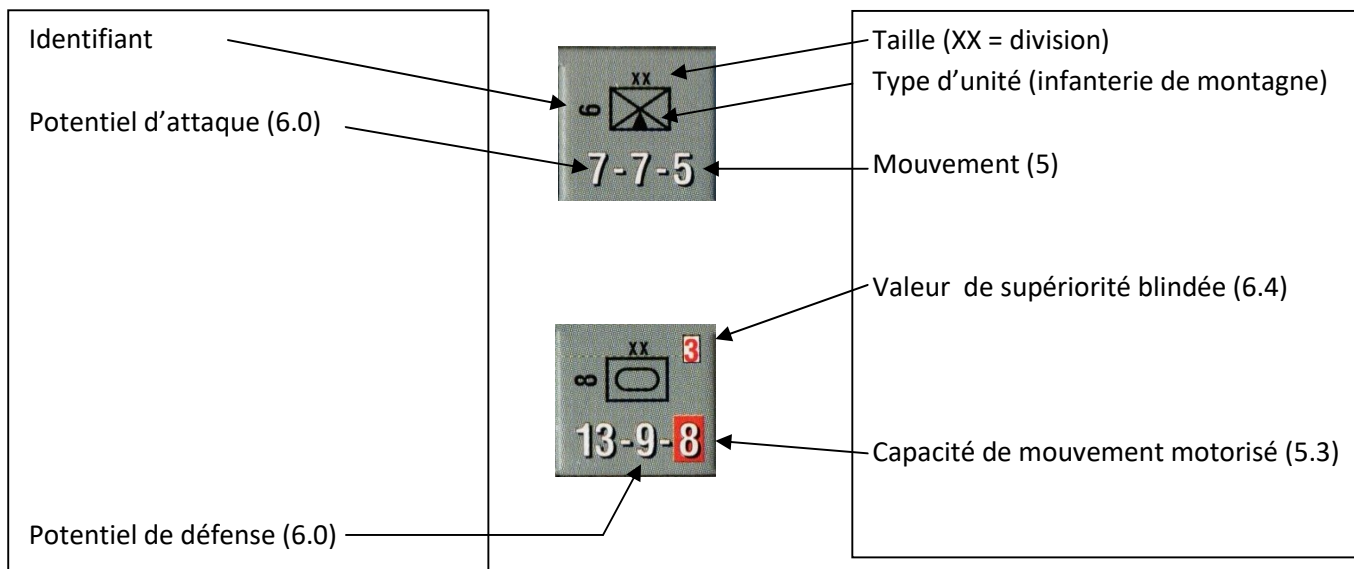 Identifiant
Potentiel d’attaque (6.0)
Potentiel de défense (6.0)
xx
6
7-7-5
xx
3
8
13-9-8
Taille (XX = division)
Type d’unité (infanterie de montagne)
Mouvement (5)
Valeur de supériorité blindée (6.4)
Capacité de mouvement motorisé (5.3)